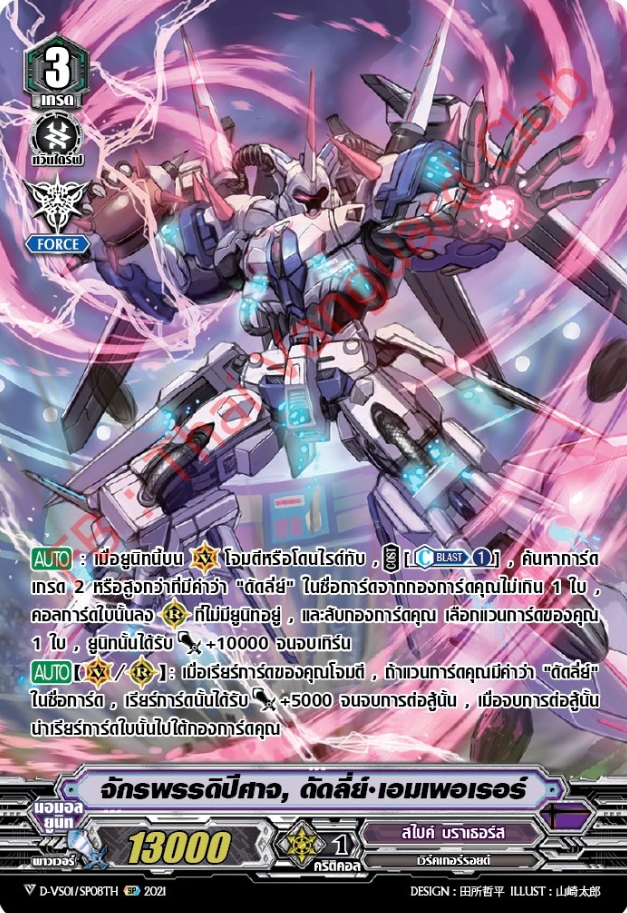 3
เกรด
ทวินไดรฟ์
FORCE
FB : Thai Vanguard Club
AUTO : เมื่อยูนิทนี้บน V โจมตีหรือโดนไรด์ทับ , COST [ C BLAST 1 ] , ค้นหาการ์ด
เกรด 2 หรือสูงกว่าที่มีคำว่า "ดัดลี่ย์" ในชื่อการ์ดจากกองการ์ดคุณไม่เกิน 1 ใบ ,
คอลการ์ดใบนั้นลง R ที่ไม่มียูนิทอยู่ , และสับกองการ์ดคุณ เลือกแวนการ์ดของคุณ
1 ใบ , ยูนิทนั้นได้รับ +10000 จนจบเทิร์น
AUTO [ V / R ] : เมื่อเรียร์การ์ดของคุณโจมตี , ถ้าแวนการ์ดคุณมีคำว่า "ดัดลี่ย์"
ในชื่อการ์ด , เรียร์การ์ดนั้นได้รับ +5000 จนจบการต่อสู้นั้น , เมื่อจบการต่อสู้นั้น
นำเรียร์การ์ดใบนั้นไปใต้กองการ์ดคุณ
จักรพรรดิปีศาจ, ดัดลี่ย์·เอมเพอเรอร์
นอมอล
ยูนิท
พาวเวอร์
13000
1
คริติคอล
สไปค์ บราเธอร์ส
เวิร์คเกอร์รอยด์
D-VS01/SP08TH SP 2021
DESIGN : 田所哲平 ILLUST : 山崎太郎